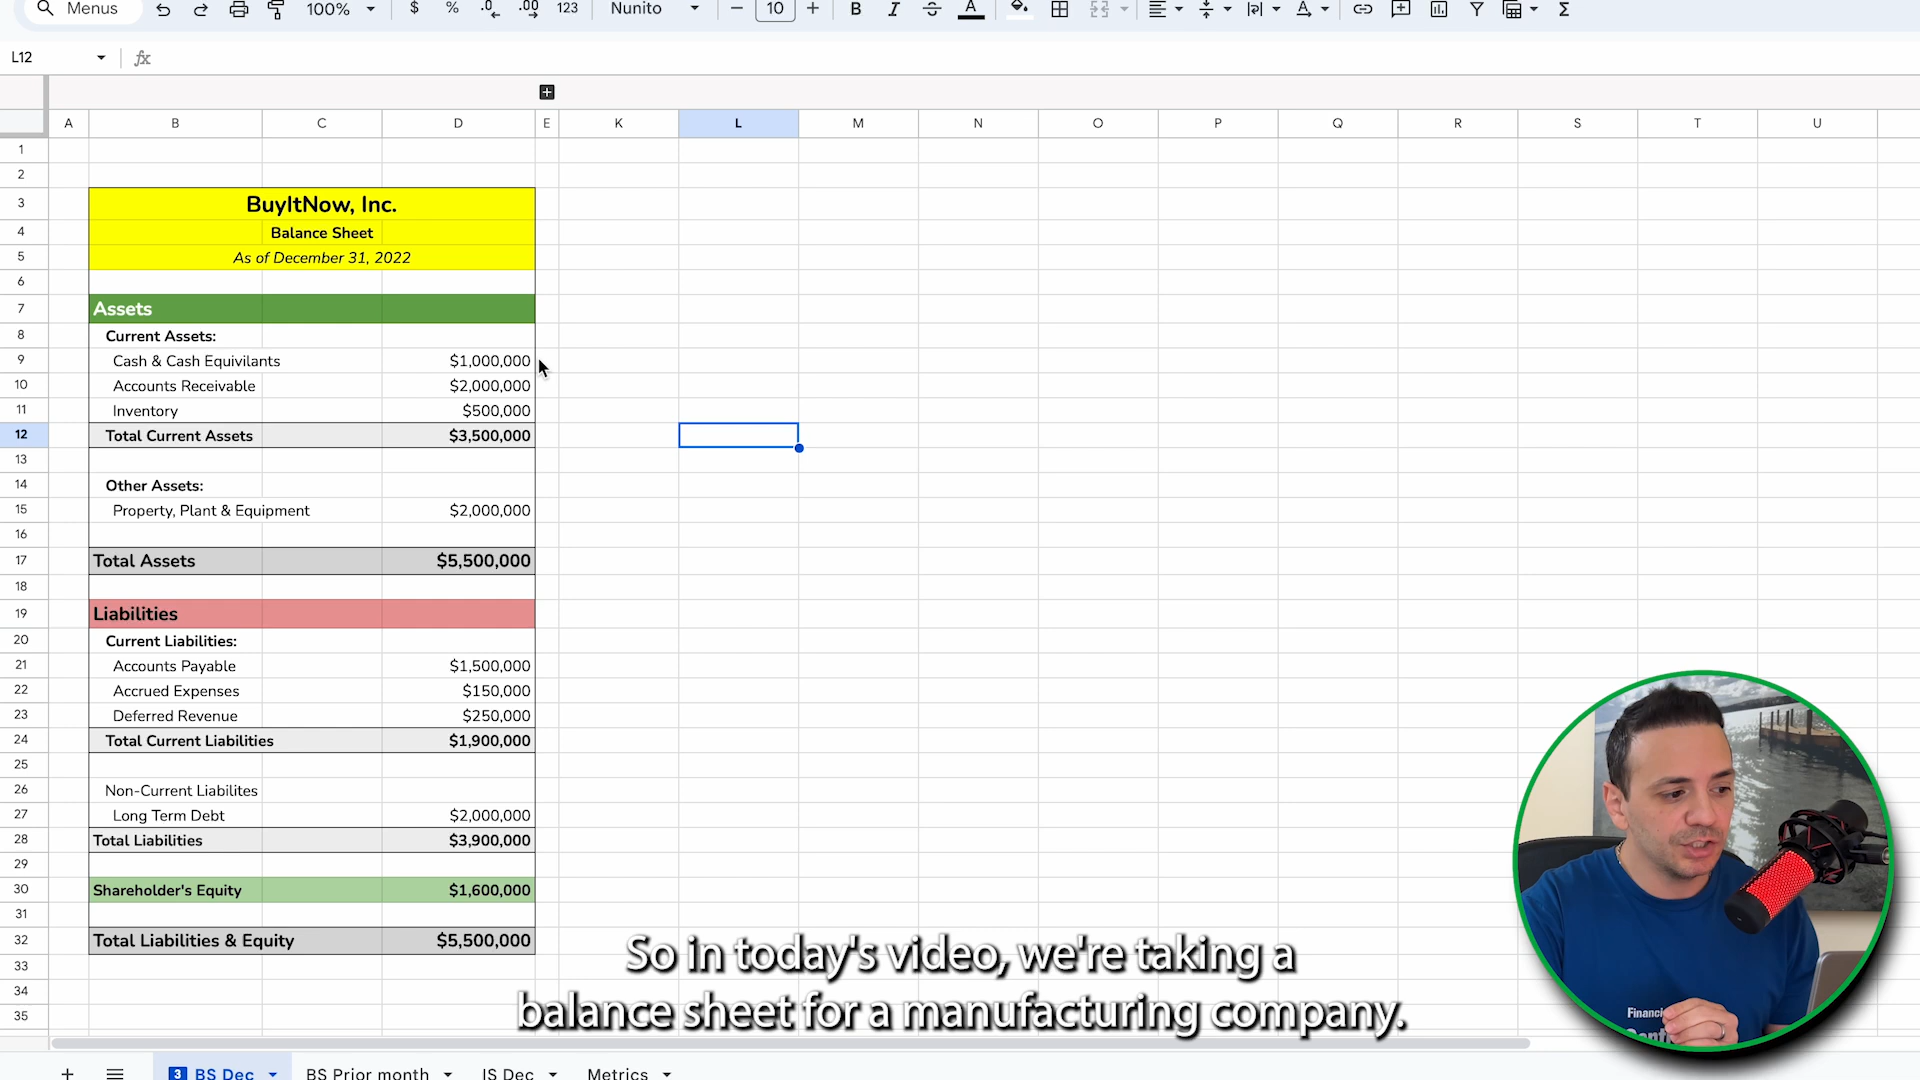 Menus 100% $ % .0 .00 123 Nunito 10 B I A
L12 fx
A B C D E K L M N O P Q R S T U
1
2
3 BuyItNow, Inc.
4 Balance Sheet
5 As of December 31, 2022
6
7 Assets
8 Current Assets:
9 Cash & Cash Equivilants $1,000,000
10 Accounts Receivable $2,000,000
11 Inventory $500,000
12 Total Current Assets $3,500,000
13
14 Other Assets:
15 Property, Plant & Equipment $2,000,000
16
17 Total Assets $5,500,000
18
19 Liabilities
20 Current Liabilities:
21 Accounts Payable $1,500,000
22 Accrued Expenses $150,000
23 Deferred Revenue $250,000
24 Total Current Liabilities $1,900,000
25
26 Non-Current Liabilites
27 Long Term Debt $2,000,000
28 Total Liabilities $3,900,000
29
30 Shareholder's Equity $1,600,000
31
32 Total Liabilities & Equity $5,500,000
33
34
35
So in today's video, we're taking a
balance sheet for a manufacturing company.
3 BS Dec BS Prior month IS Dec Metrics